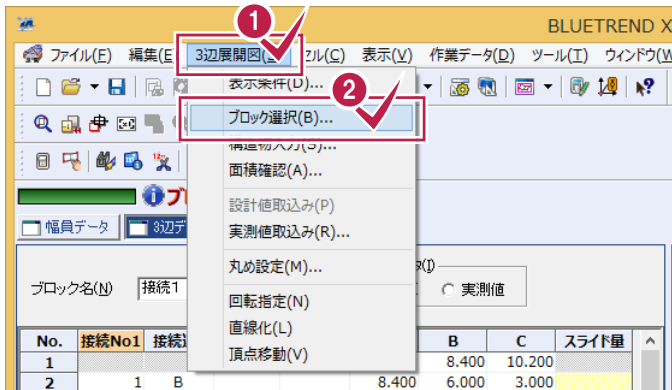 1
BLUETREND X
ファイル(F) 編集(E) 3辺展開図( セル(C) 表示(V) 作業データ(D) ツール(T) ウィンドウ(W
表示条件(D)...
2
ブロック選択(B)...
構造物入力(S)...
面積確認(A)...
設計値取込み(P)
実測値取込み(R)...
丸め設定(M)...
回転指定(N)
直線化(L)
頂点移動(V)
幅員データ 3辺デ
ブロック名(N) 接続1
(I)
実測値
No. 接続No1 接続 B C スライド量
1 8.400 10.200
2 1 B 8.400 6.000 3.000